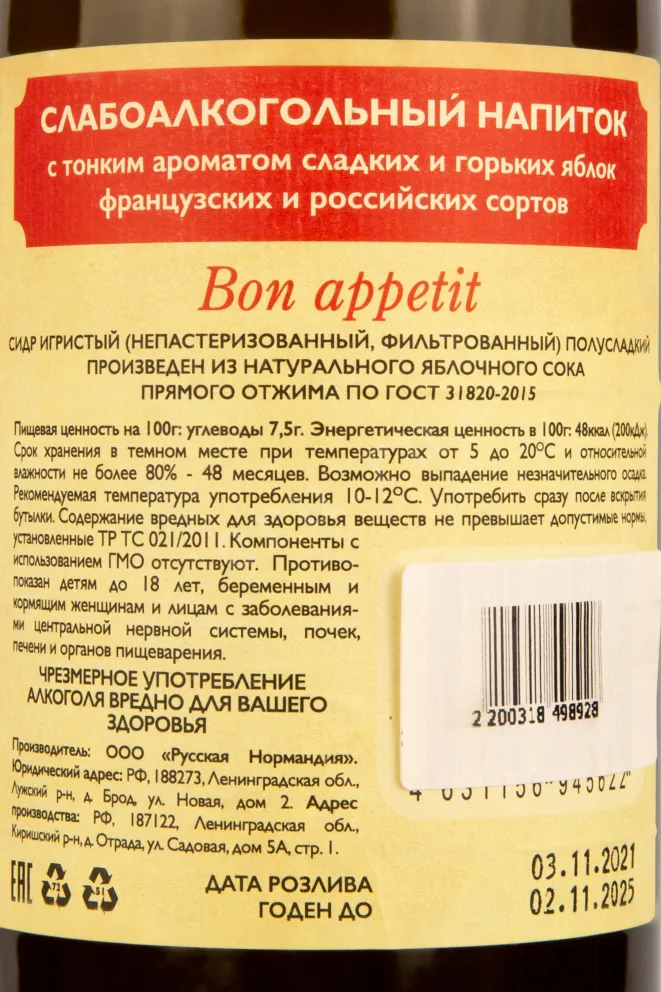 СЛАБОАЛКОГОЛЬНЫЙ НАПИТОК
с тонким ароматом сладких и горьких яблок
французских и российских сортов
Bon appetit
СИДР ИГРИСТЫЙ (НЕПАСТЕРИЗОВАННЫЙ, ФИЛЬТРОВАННЫЙ) ПОЛУСЛАДКИЙ
ПРОИЗВЕДЕН ИЗ НАТУРАЛЬНОГО ЯБЛОЧНОГО СОКА
ПРЯМОГО ОТЖИМА ПО ГОСТ 31820-2015
Пищевая ценность на 100г: углеводы 7,5г. Энергетическая ценность в 100г: 48ккал (200кДж).
Срок хранения в темном месте при температурах от 5 до 20°С и относительной
влажности не более 80% - 48 месяцев. Возможно выпадение незначительного осадка.
Рекомендуемая температура употребления 10-12°С. Употребить сразу после вскрытия
бутылки. Содержание вредных для здоровья веществ не превышает допустимые нормы,
установленные ТР ТС 021/2011. Компоненты с
использованием ГМО отсутствуют. Противо-
показан детям до 18 лет, беременным и
кормящим женщинам и лицам с заболевания-
ми центральной нервной системы, почек,
печени и органов пищеварения.
ЧРЕЗМЕРНОЕ УПОТРЕБЛЕНИЕ
АЛКОГОЛЯ ВРЕДНО ДЛЯ ВАШЕГО
ЗДОРОВЬЯ
Производитель: ООО «Русская Нормандия».
Юридический адрес: РФ, 188273, Ленинградская обл.,
Лужский р-н, д. Брод, ул. Новая, дом 2. Адрес
производства: РФ, 187122, Ленинградская обл.,
Киришский р-н, д. Отрада, ул. Садовая, дом 5А, стр. 1.
2 200318 498928
4 631156 945622
EAC 72 51
ДАТА РОЗЛИВА 03.11.2021
ГОДЕН ДО 02.11.2025